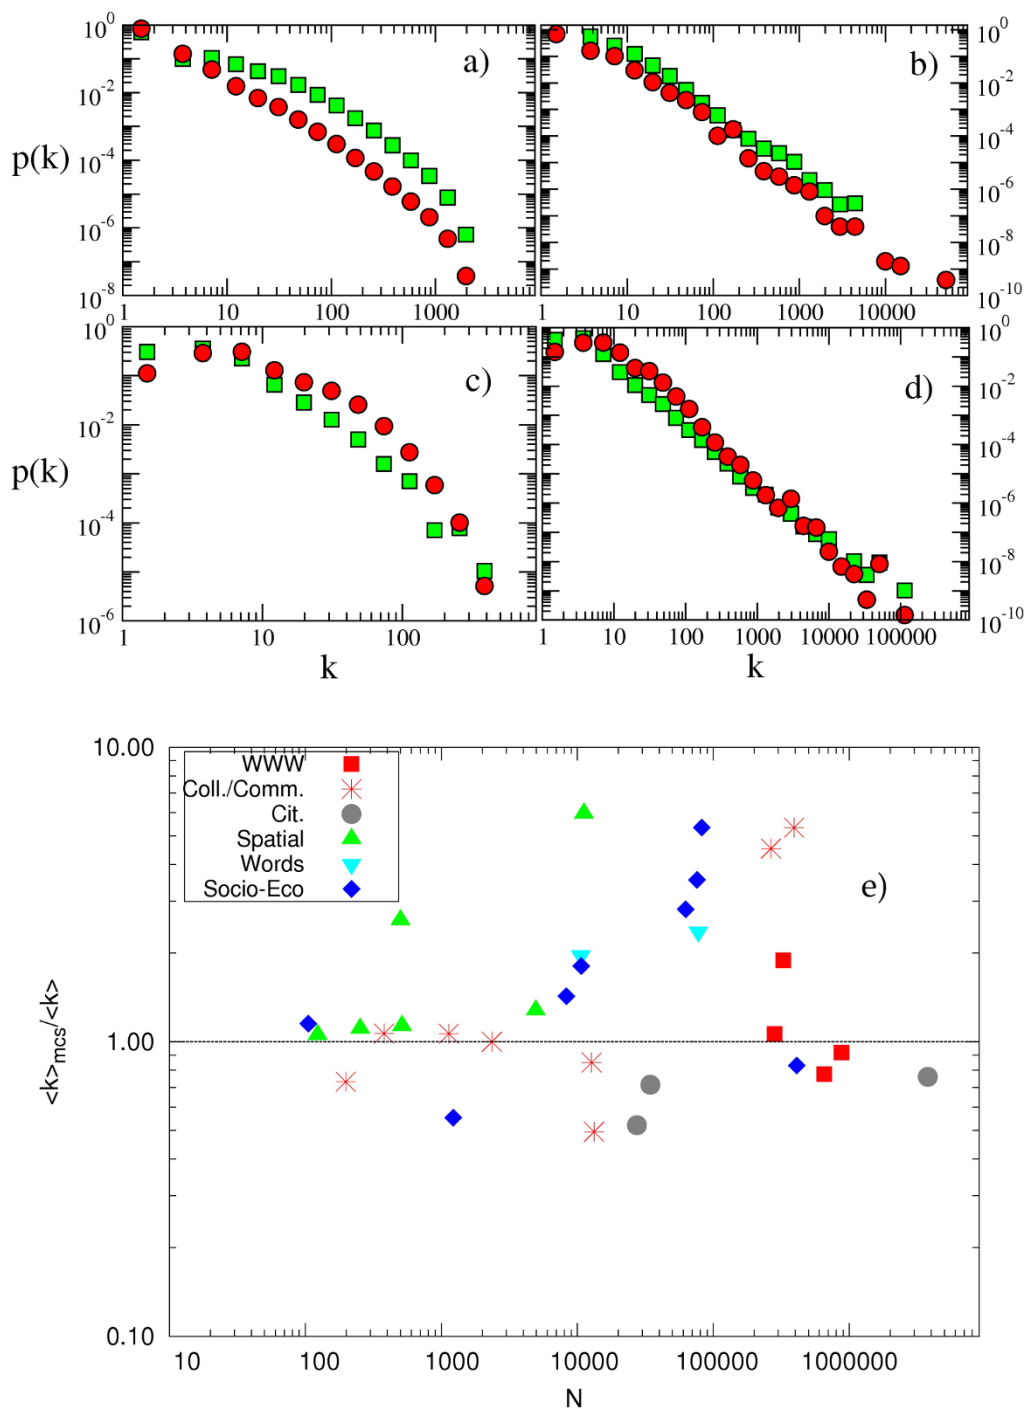 10^0
10^-2
p(k)
10^-4
10^-6
10^-8
a)
1 10 100 1000
10^0
10^-2
10^-4
10^-6
10^-8
10^-10
b)
1 10 100 1000 10000
10^0
10^-2
p(k)
10^-4
10^-6
c)
1 10 100
k
10^0
10^-2
10^-4
10^-6
10^-8
10^-10
d)
1 10 100 1000 10000 100000
k
10.00
WWW
Coll./Comm.
Cit.
Spatial
Words
Socio-Eco
e)
<k>mcs/<k>
1.00
0.10
10 100 1000 10000 100000 1000000
N